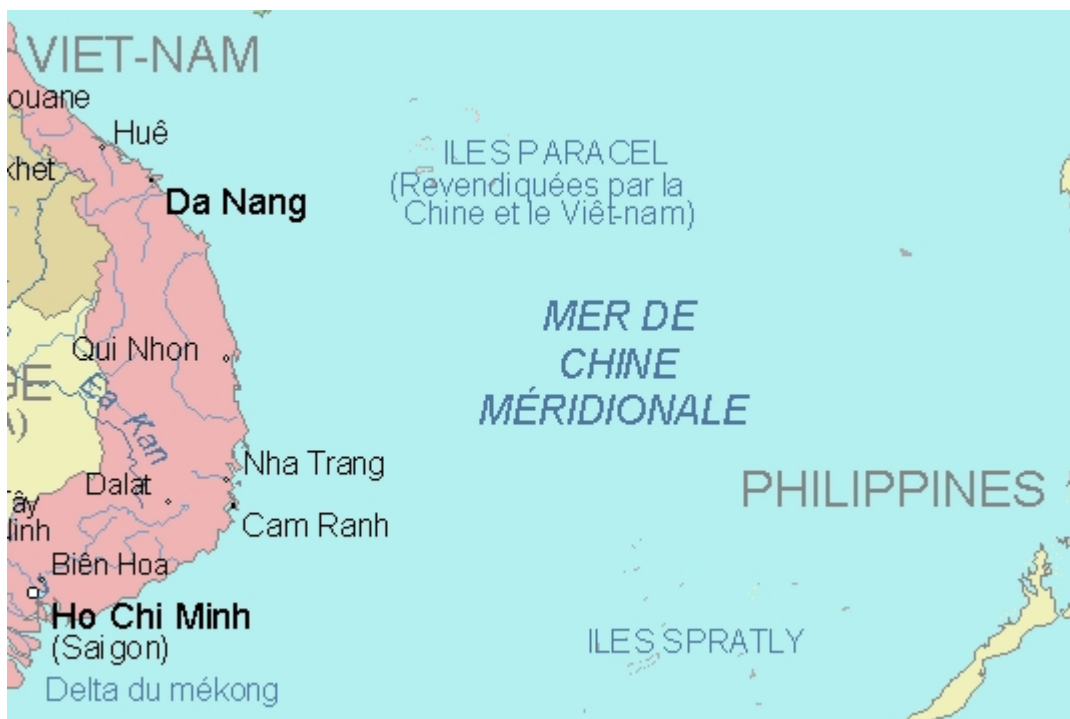 VIET-NAM
ouane
Huê
khet
Da Nang
ILES PARACEL
(Revendiquées par la
Chine et le Viêt-nam)
MER DE
CHINE
MÉRIDIONALE
Qui Nhon
GE
A)
Ea Kan
Nha Trang
Dalat
PHILIPPINES
Tây
Ninh
Cam Ranh
Biên Hoa
Ho Chi Minh
(Saigon)
ILES SPRATLY
Delta du mékong